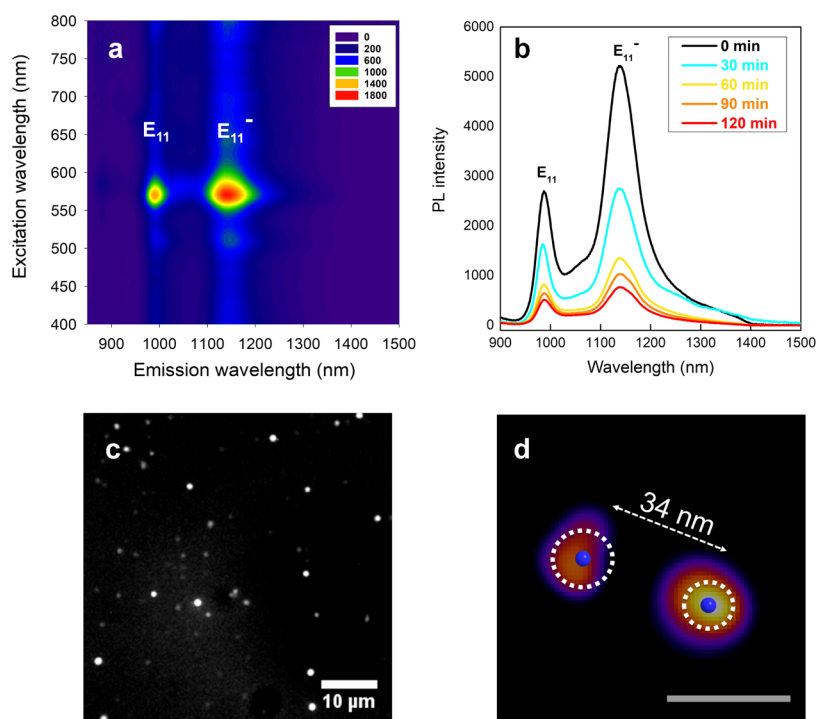 a
0
200
600
1000
1400
1800
E₁₁
E₁₁⁻
800
750
700
650
600
550
500
450
400
Excitation wavelength (nm)
900 1000 1100 1200 1300 1400 1500
Emission wavelength (nm)
b
E₁₁⁻
E₁₁
0 min
30 min
60 min
90 min
120 min
6000
5000
4000
3000
2000
1000
0
PL intensity
900 1000 1100 1200 1300 1400 1500
Wavelength (nm)
c
10 µm
d
34 nm